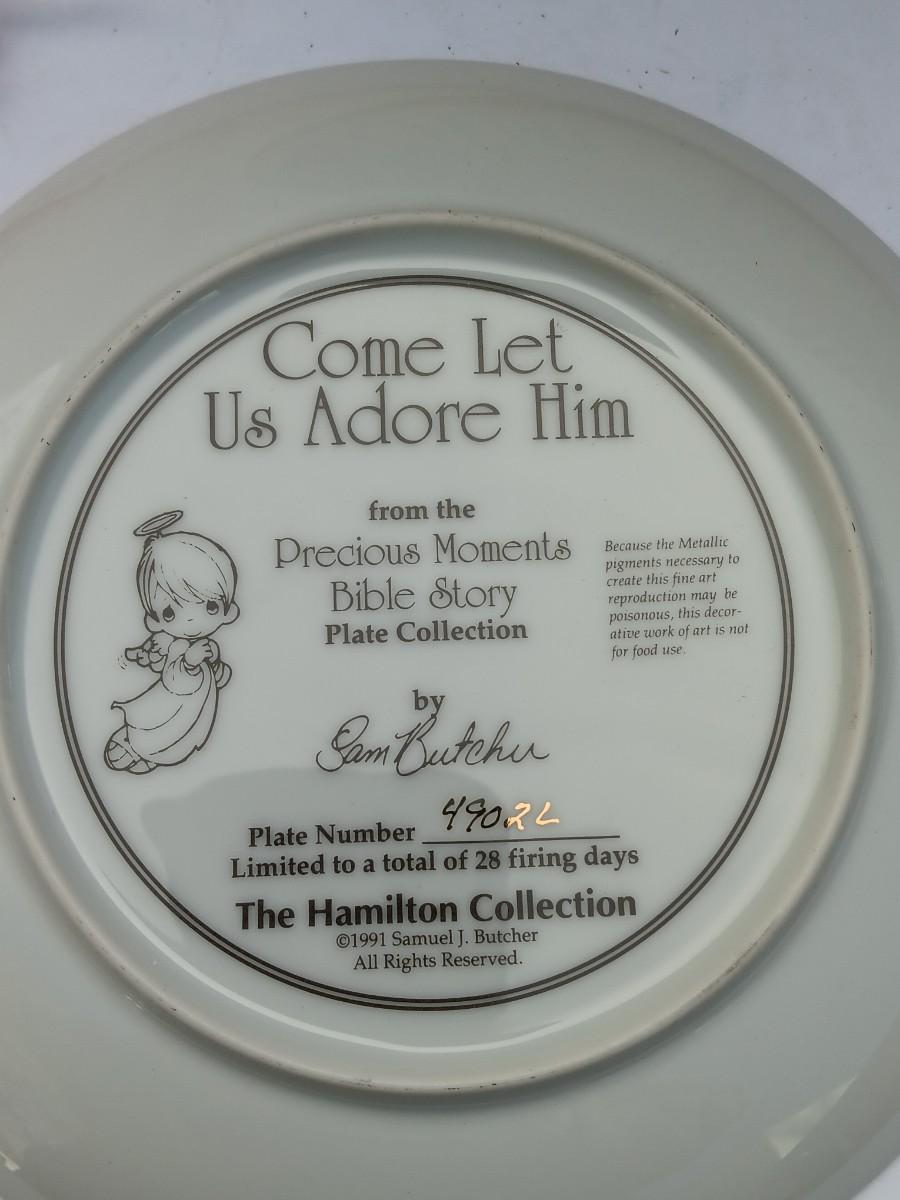 Come Let
Us Adore Him
from the
Precious Moments
Bible Story
Plate Collection
Because the Metallic
pigments necessary to
create this fine art
reproduction may be
poisonous, this decor-
ative work of art is not
for food use.
by
Sam Butcher
Plate Number 4902L
Limited to a total of 28 firing days
The Hamilton Collection
©1991 Samuel J. Butcher
All Rights Reserved.